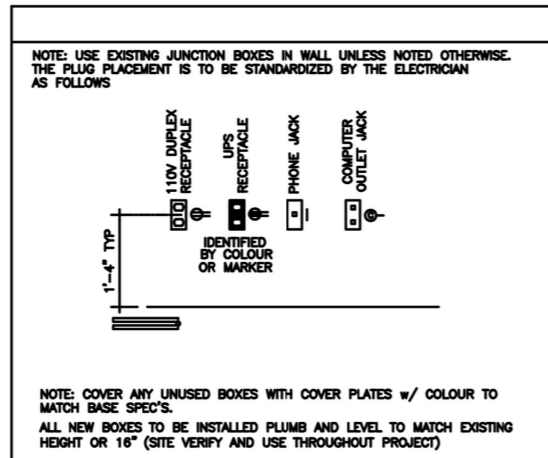 NOTE: USE EXISTING JUNCTION BOXES IN WALL UNLESS NOTED OTHERWISE.
THE PLUG PLACEMENT IS TO BE STANDARDIZED BY THE ELECTRICIAN
AS FOLLOWS
110V DUPLEX
RECEPTACLE
UPS
RECEPTACLE
PHONE JACK
COMPUTER
OUTLET JACK
IDENTIFIED
BY COLOUR
OR MARKER
1'-4" TYP
NOTE: COVER ANY UNUSED BOXES WITH COVER PLATES w/ COLOUR TO
MATCH BASE SPEC'S.
ALL NEW BOXES TO BE INSTALLED PLUMB AND LEVEL TO MATCH EXISTING
HEIGHT OR 16" (SITE VERIFY AND USE THROUGHOUT PROJECT)